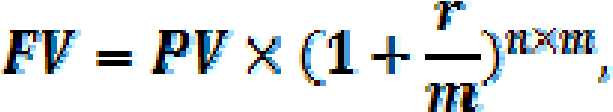 FV = PV × (1 + r/m)^{n×m},